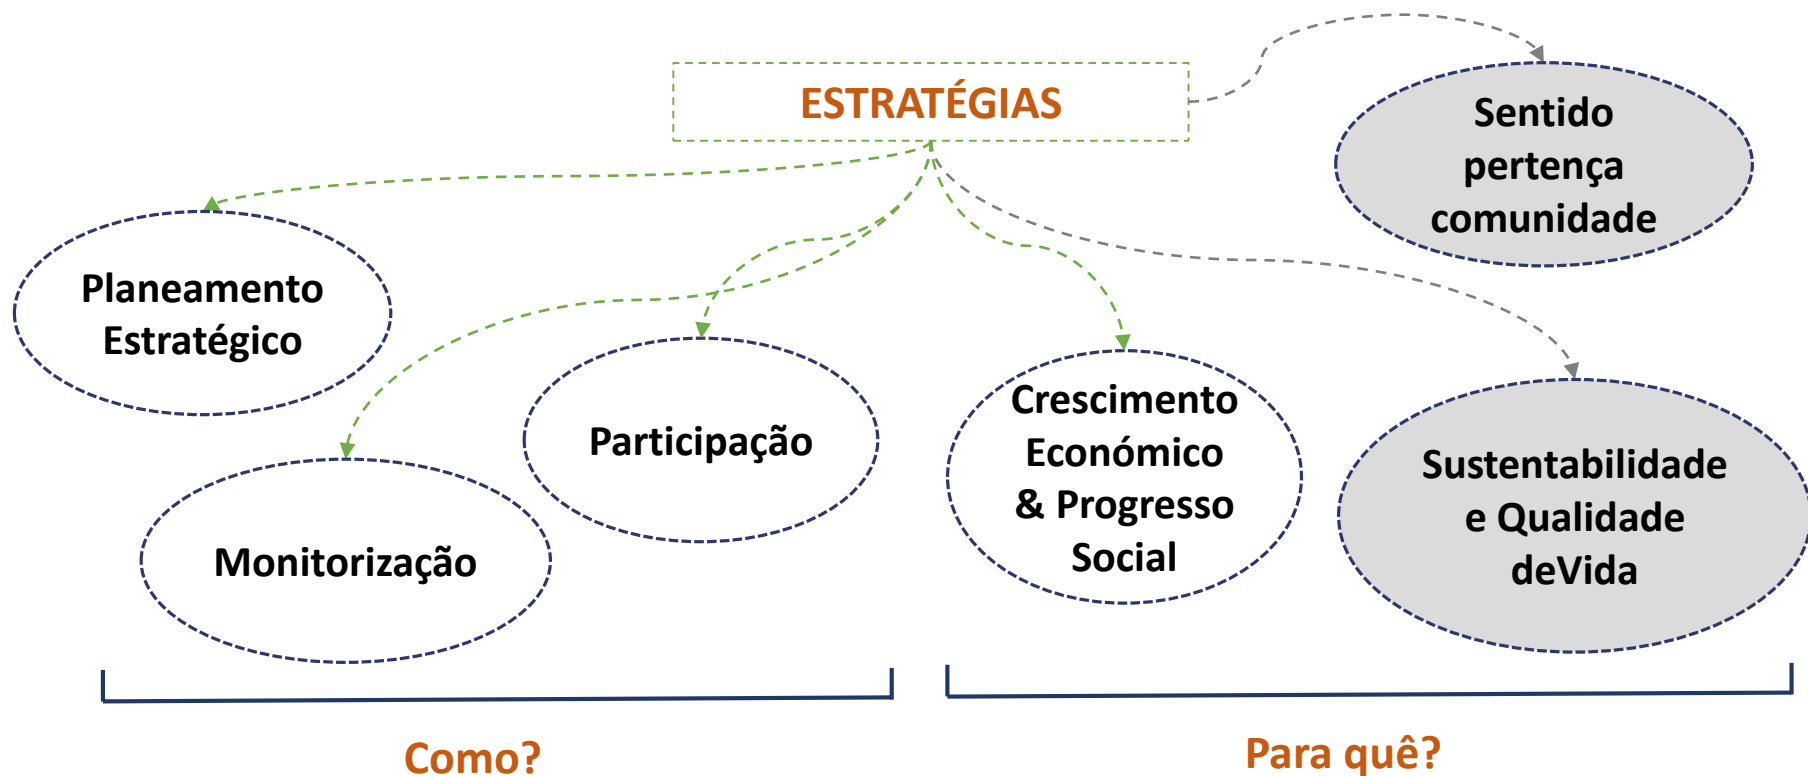 ESTRATÉGIAS
Sentido
pertença
comunidade
Planeamento
Estratégico
Participação
Monitorização
Crescimento
Económico
& Progresso
Social
Sustentabilidade
e Qualidade
deVida
Como?
Para quê?